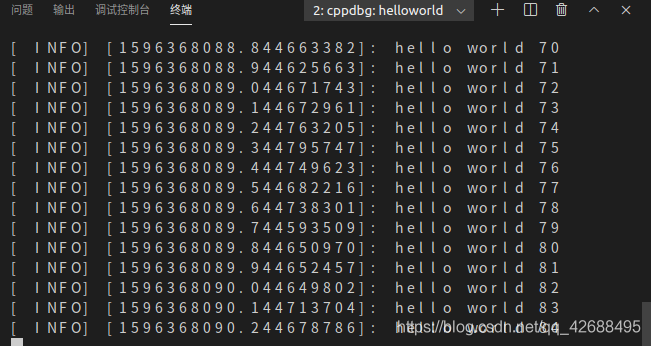 问题 输出 调试控制台 终端 2: cppdbg: helloworld
[ INFO] [1596368088.844663382]: hello world 70
[ INFO] [1596368088.944625663]: hello world 71
[ INFO] [1596368089.044671743]: hello world 72
[ INFO] [1596368089.144672961]: hello world 73
[ INFO] [1596368089.244763205]: hello world 74
[ INFO] [1596368089.344795747]: hello world 75
[ INFO] [1596368089.444749623]: hello world 76
[ INFO] [1596368089.544682216]: hello world 77
[ INFO] [1596368089.644738301]: hello world 78
[ INFO] [1596368089.744593509]: hello world 79
[ INFO] [1596368089.844650970]: hello world 80
[ INFO] [1596368089.944652457]: hello world 81
[ INFO] [1596368090.044649802]: hello world 82
[ INFO] [1596368090.144713704]: hello world 83
[ INFO] [1596368090.244678786]: hello world 84
https://blog.csdn.net/qq_42688495